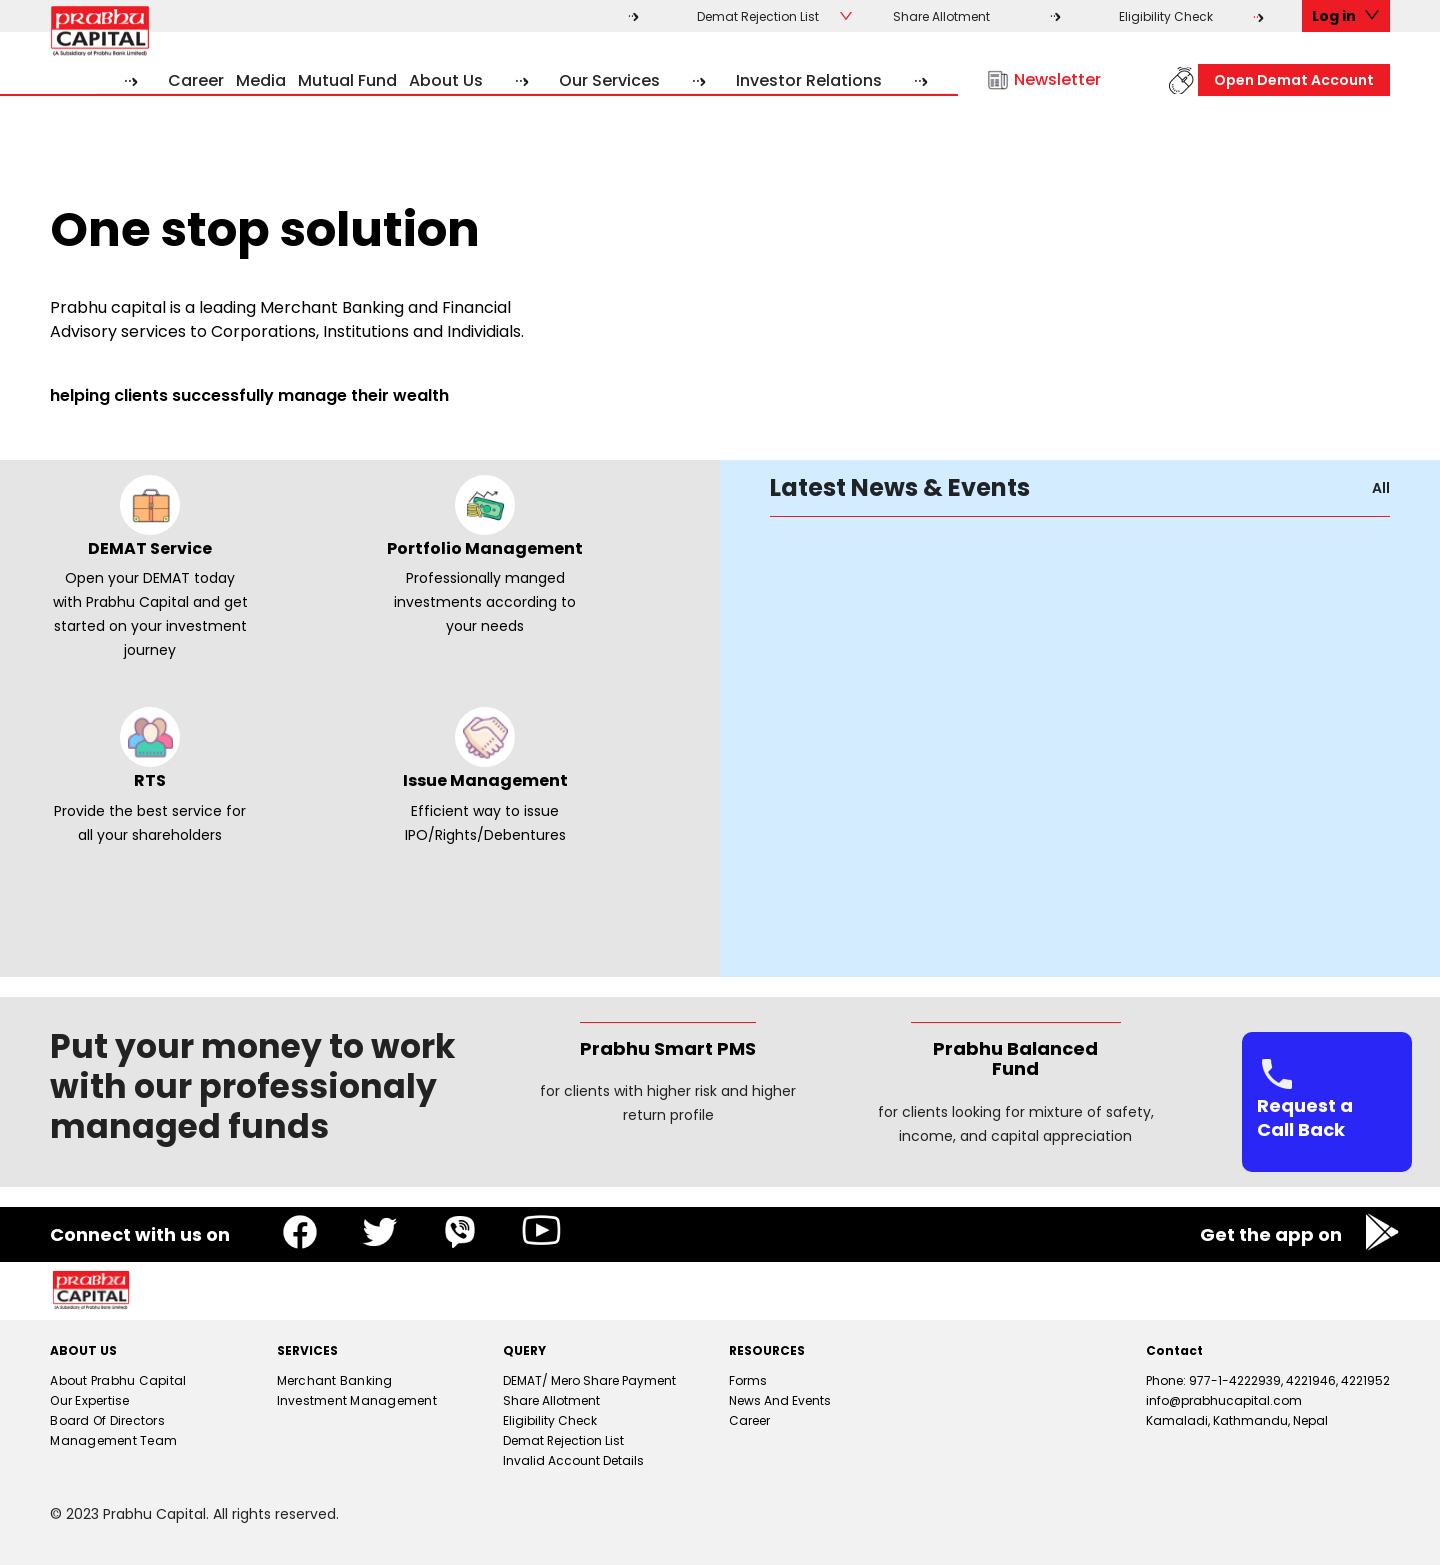 prabhu
CAPITAL
(A Subsidiary of Prabhu Bank Limited)
Demat Rejection List
Share Allotment
Eligibility Check
Log in
Career Media Mutual Fund About Us Our Services Investor Relations
Newsletter
Open Demat Account
One stop solution
Prabhu capital is a leading Merchant Banking and Financial
Advisory services to Corporations, Institutions and Individials.
helping clients successfully manage their wealth
DEMAT Service
Open your DEMAT today
with Prabhu Capital and get
started on your investment
journey
Portfolio Management
Professionally manged
investments according to
your needs
RTS
Provide the best service for
all your shareholders
Issue Management
Efficient way to issue
IPO/Rights/Debentures
Latest News & Events
All
Put your money to work
with our professionaly
managed funds
Prabhu Smart PMS
for clients with higher risk and higher
return profile
Prabhu Balanced
Fund
for clients looking for mixture of safety,
income, and capital appreciation
Request a
Call Back
Connect with us on
Get the app on
prabhu
CAPITAL
(A Subsidiary of Prabhu Bank Limited)
ABOUT US
About Prabhu Capital
Our Expertise
Board Of Directors
Management Team
SERVICES
Merchant Banking
Investment Management
QUERY
DEMAT/ Mero Share Payment
Share Allotment
Eligibility Check
Demat Rejection List
Invalid Account Details
RESOURCES
Forms
News And Events
Career
Contact
Phone: 977-1-4222939, 4221946, 4221952
info@prabhucapital.com
Kamaladi, Kathmandu, Nepal
© 2023 Prabhu Capital. All rights reserved.